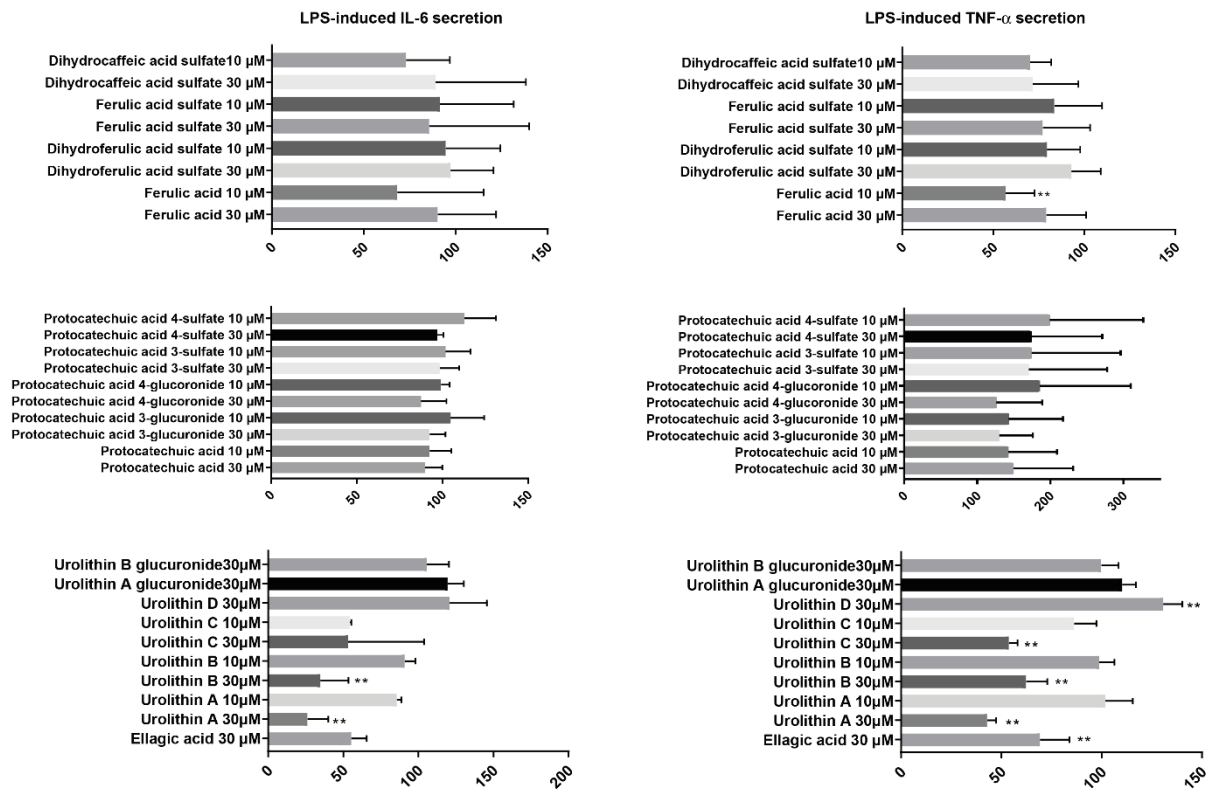 LPS-induced IL-6 secretion
Dihydrocaffeic acid sulfate10 µM
Dihydrocaffeic acid sulfate 30 µM
Ferulic acid sulfate 10 µM
Ferulic acid sulfate 30 µM
Dihydroferulic acid sulfate 10 µM
Dihydroferulic acid sulfate 30 µM
Ferulic acid 10 µM
Ferulic acid 30 µM
0 50 100 150
LPS-induced TNF-α secretion
Dihydrocaffeic acid sulfate10 µM
Dihydrocaffeic acid sulfate 30 µM
Ferulic acid sulfate 10 µM
Ferulic acid sulfate 30 µM
Dihydroferulic acid sulfate 10 µM
Dihydroferulic acid sulfate 30 µM
Ferulic acid 10 µM **
Ferulic acid 30 µM
0 50 100 150
Protocatechuic acid 4-sulfate 10 µM
Protocatechuic acid 4-sulfate 30 µM
Protocatechuic acid 3-sulfate 10 µM
Protocatechuic acid 3-sulfate 30 µM
Protocatechuic acid 4-glucoronide 10 µM
Protocatechuic acid 4-glucoronide 30 µM
Protocatechuic acid 3-glucuronide 10 µM
Protocatechuic acid 3-glucuronide 30 µM
Protocatechuic acid 10 µM
Protocatechuic acid 30 µM
0 50 100 150
Protocatechuic acid 4-sulfate 10 µM
Protocatechuic acid 4-sulfate 30 µM
Protocatechuic acid 3-sulfate 10 µM
Protocatechuic acid 3-sulfate 30 µM
Protocatechuic acid 4-glucoronide 10 µM
Protocatechuic acid 4-glucoronide 30 µM
Protocatechuic acid 3-glucuronide 10 µM
Protocatechuic acid 3-glucuronide 30 µM
Protocatechuic acid 10 µM
Protocatechuic acid 30 µM
0 100 200 300
Urolithin B glucuronide30µM
Urolithin A glucuronide30µM
Urolithin D 30µM
Urolithin C 10µM
Urolithin C 30µM
Urolithin B 10µM
Urolithin B 30µM **
Urolithin A 10µM
Urolithin A 30µM **
Ellagic acid 30 µM
0 50 100 150 200
Urolithin B glucuronide30µM
Urolithin A glucuronide30µM
Urolithin D 30µM **
Urolithin C 10µM
Urolithin C 30µM **
Urolithin B 10µM
Urolithin B 30µM **
Urolithin A 10µM
Urolithin A 30µM **
Ellagic acid 30 µM **
0 50 100 150